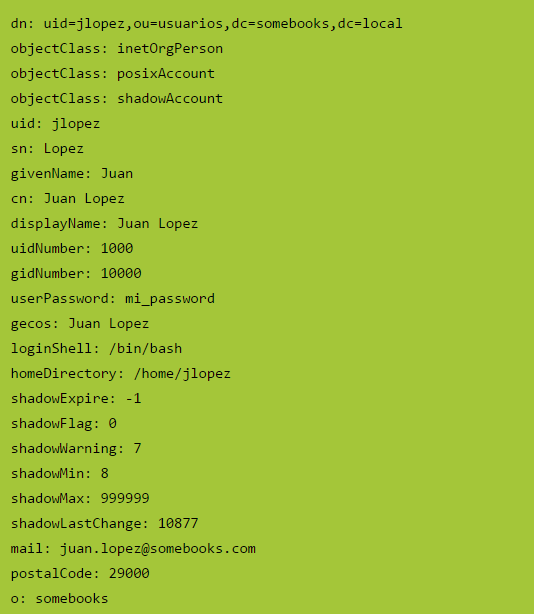 dn: uid=jlopez,ou=usuarios,dc=somebooks,dc=local
objectClass: inetOrgPerson
objectClass: posixAccount
objectClass: shadowAccount
uid: jlopez
sn: Lopez
givenName: Juan
cn: Juan Lopez
displayName: Juan Lopez
uidNumber: 1000
gidNumber: 10000
userPassword: mi_password
gecos: Juan Lopez
loginShell: /bin/bash
homeDirectory: /home/jlopez
shadowExpire: -1
shadowFlag: 0
shadowWarning: 7
shadowMin: 8
shadowMax: 999999
shadowLastChange: 10877
mail: juan.lopez@somebooks.com
postalCode: 29000
o: somebooks